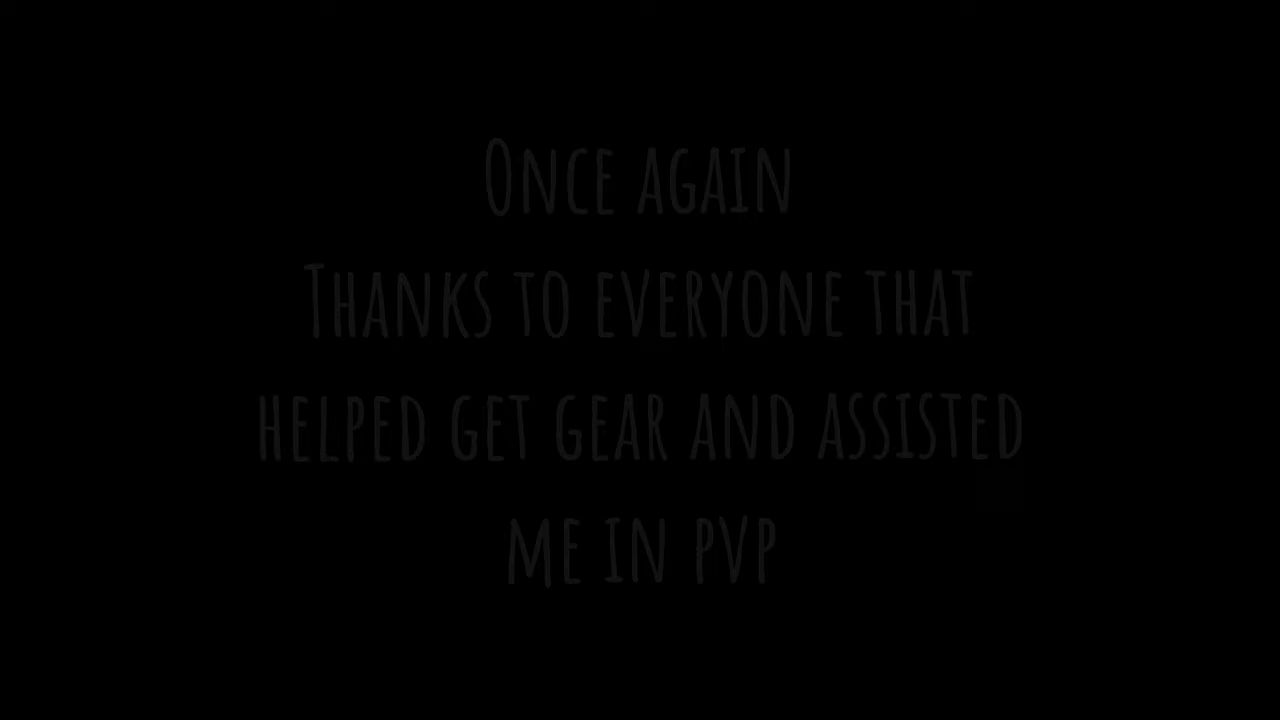 Once again
Thanks to everyone that
helped get gear and assisted
me in pvp